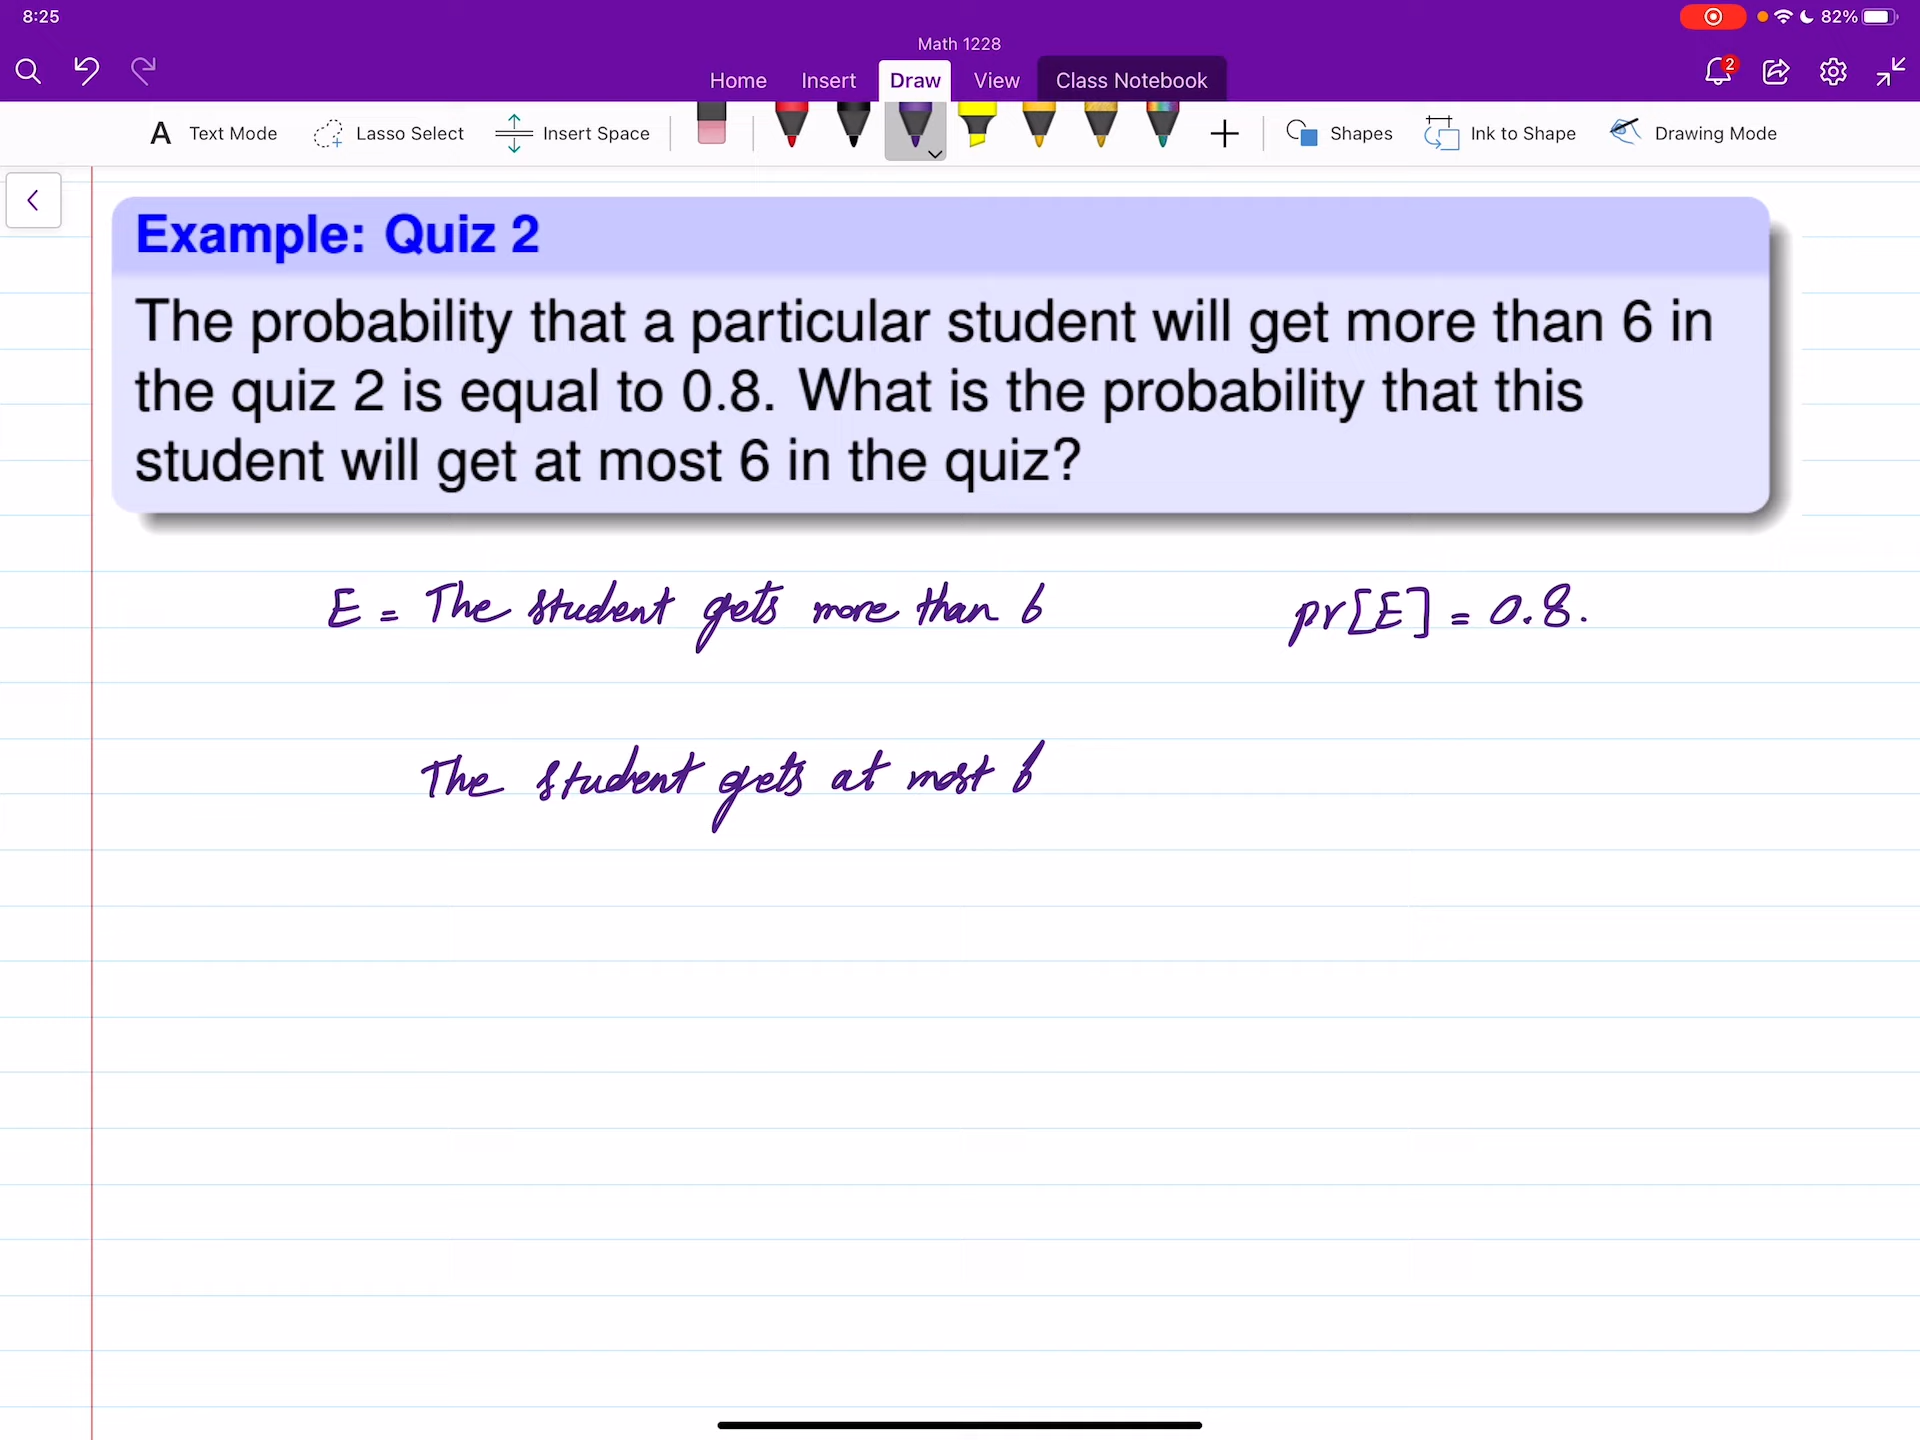 8:25
82%
Math 1228
Home Insert Draw View Class Notebook
2
A Text Mode Lasso Select Insert Space Shapes Ink to Shape Drawing Mode
Example: Quiz 2
The probability that a particular student will get more than 6 in
the quiz 2 is equal to 0.8. What is the probability that this
student will get at most 6 in the quiz?
E = The student gets more than 6 pr[E] = 0.8.
The student gets at most 6